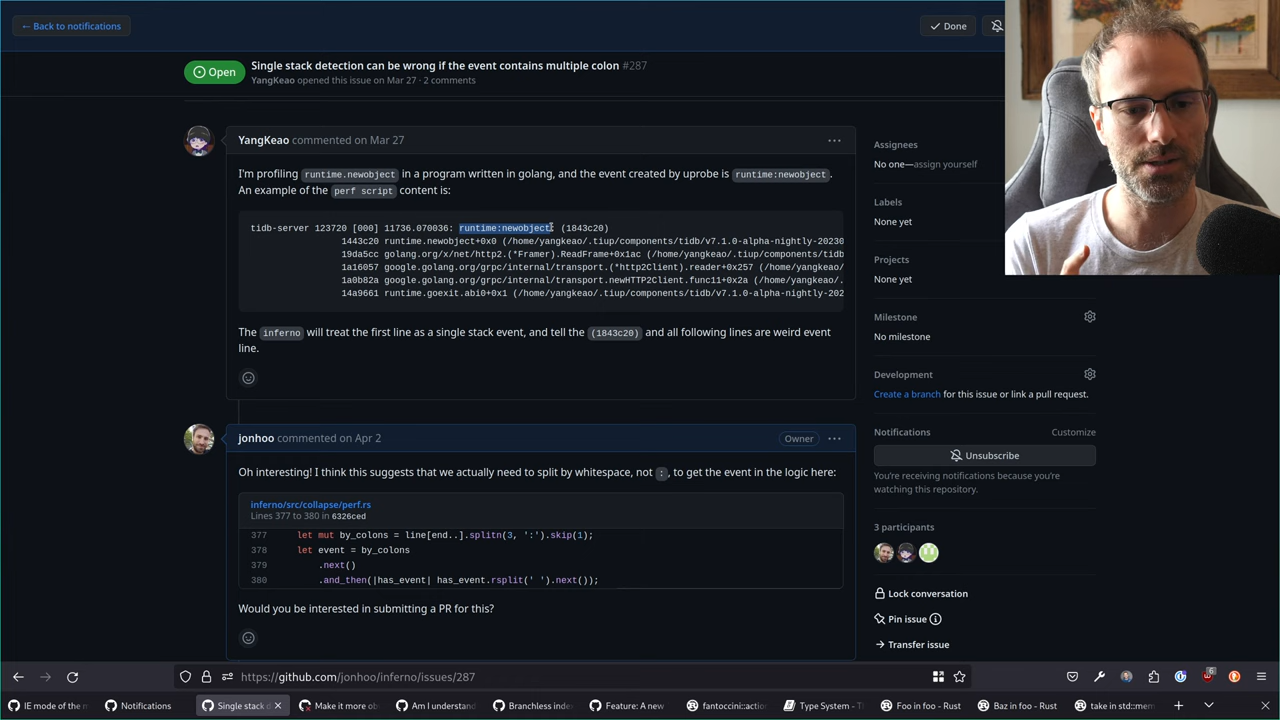 ← Back to notifications
Done
Open
Single stack detection can be wrong if the event contains multiple colon #287
YangKeao opened this issue on Mar 27 · 2 comments
YangKeao commented on Mar 27
I'm profiling runtime.newobject in a program written in golang, and the event created by uprobe is runtime:newobject.
An example of the perf script content is:
tidb-server 123720 [000] 11736.070036: runtime:newobject: (1843c20)
1443c20 runtime.newobject+0x0 (/home/yangkeao/.tiup/components/tidb/v7.1.0-alpha-nightly-20230
19da5cc golang.org/x/net/http2.(*Framer).ReadFrame+0x1ac (/home/yangkeao/.tiup/components/tidb
1a16057 google.golang.org/grpc/internal/transport.(*http2Client).reader+0x257 (/home/yangkeao/.
1a0b82a google.golang.org/grpc/internal/transport.newHTTP2Client.func11+0x2a (/home/yangkeao/.
14a9661 runtime.goexit.abi0+0x1 (/home/yangkeao/.tiup/components/tidb/v7.1.0-alpha-nightly-202
The inferno will treat the first line as a single stack event, and tell the (1843c20) and all following lines are weird event
line.
jonhoo commented on Apr 2
Owner
Oh interesting! I think this suggests that we actually need to split by whitespace, not :, to get the event in the logic here:
inferno/src/collapse/perf.rs
Lines 377 to 380 in 6326ced
377 let mut by_colons = line[end..].splitn(3, ':').skip(1);
378 let event = by_colons
379 .next()
380 .and_then(|has_event| has_event.rsplit(' ').next());
Would you be interested in submitting a PR for this?
Assignees
No one—assign yourself
Labels
None yet
Projects
None yet
Milestone
No milestone
Development
Create a branch for this issue or link a pull request.
Notifications
Customize
Unsubscribe
You're receiving notifications because you're
watching this repository.
3 participants
Lock conversation
Pin issue
Transfer issue
https://github.com/jonhoo/inferno/issues/287
6
IE mode of the m
Notifications
Single stack d
Make it more ob
Am I understan
Branchless inde
Feature: A new
fantoccini::actio
Type System - T
Foo in foo - Rust
Baz in foo - Rust
take in std::mem